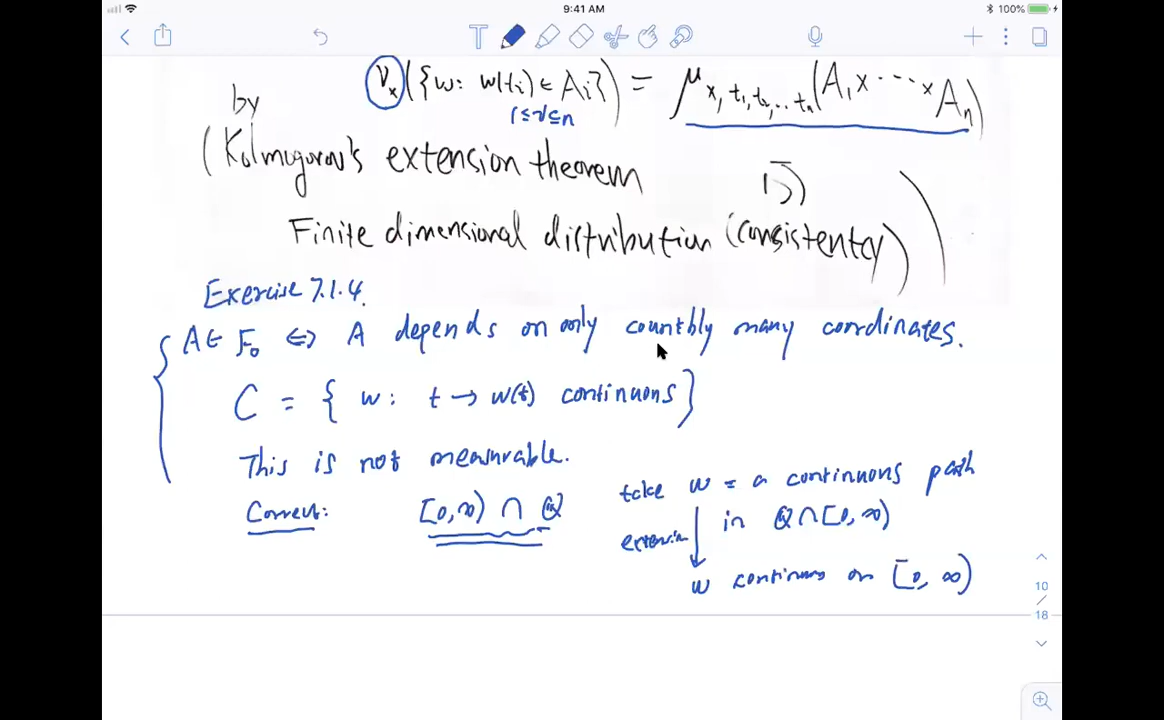 9:41 AM
100%
ν_x({w: w(t_i) ∈ A_i}) = μ_{x, t_1, t_2, ... t_n}(A_1 × ··· × A_n)
1≤i≤n
by
(Kolmogorov's extension theorem
Finite dimensional distribution (consistentcy))
Exercise 7.1.4.
A ∈ F_0 ⇔ A depends on only countbly many coordinates.
C = { w: t → w(t) continuous}
This is not measurable.
Correct: [0,∞) ∩ Q
take w = a continuous path
in Q∩[0,∞)
extension
w continuous on [0, ∞)
10
/
18